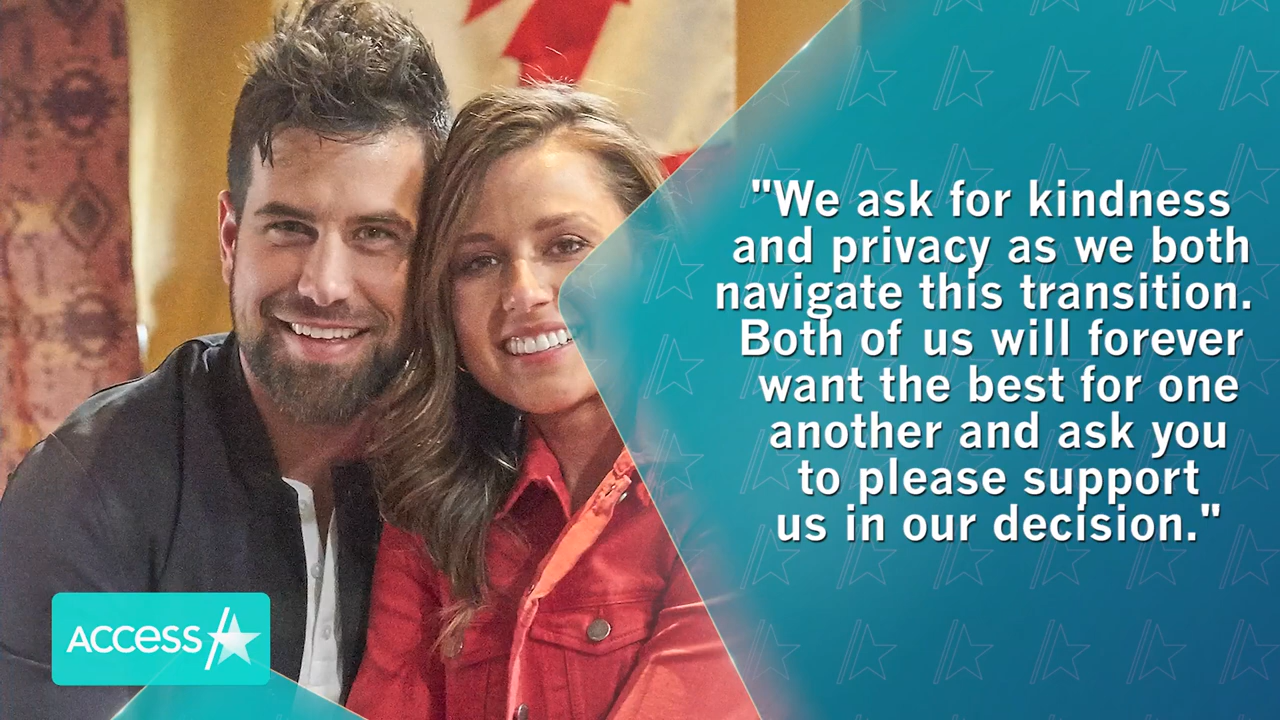 "We ask for kindness
and privacy as we both
navigate this transition.
Both of us will forever
want the best for one
another and ask you
to please support
us in our decision."
ACCESS